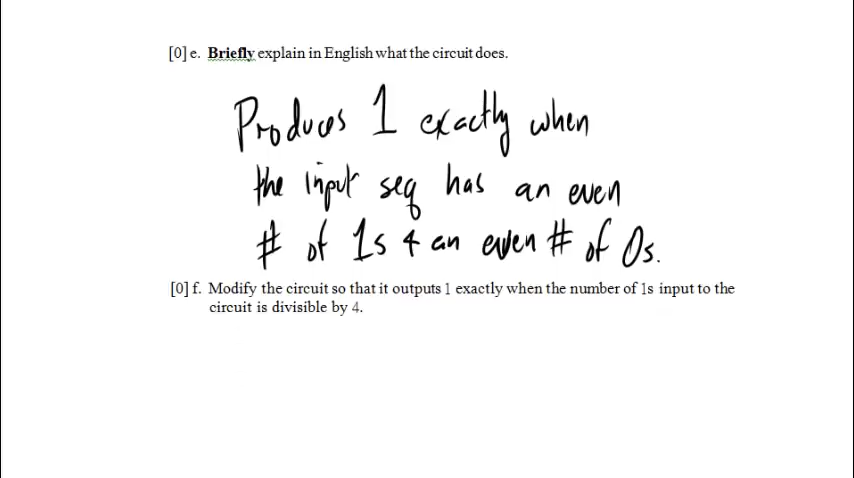 [0] e. Briefly explain in English what the circuit does.
Produces 1 exactly when
the input seq has an even
# of 1s & an even # of 0s.
[0] f. Modify the circuit so that it outputs 1 exactly when the number of 1s input to the
circuit is divisible by 4.